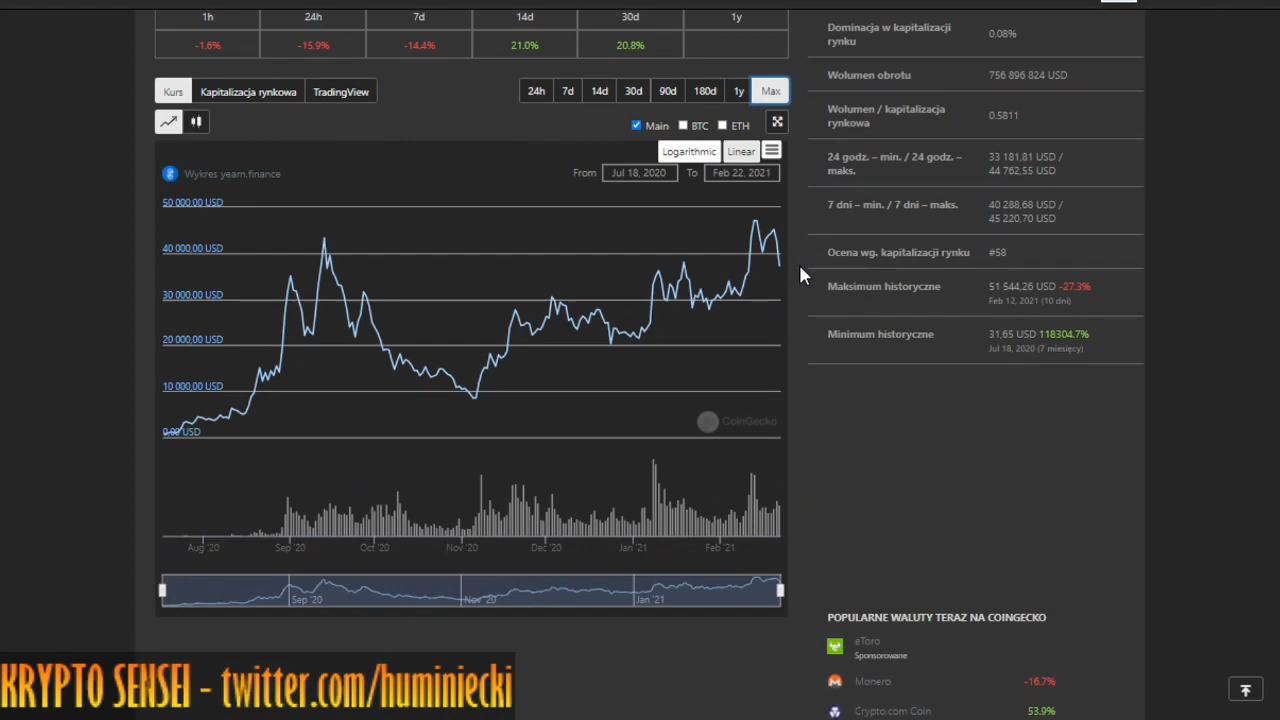 1h 24h 7d 14d 30d 1y
-1.6% -15.9% -14.4% 21.0% 20.8%
Kurs Kapitalizacja rynkowa TradingView 24h 7d 14d 30d 90d 180d 1y Max
Main BTC ETH
Logarithmic Linear
Wykres yearn.finance From Jul 18, 2020 To Feb 22, 2021
50 000,00 USD
40 000,00 USD
30 000,00 USD
20 000,00 USD
10 000,00 USD
0,00 USD
CoinGecko
Aug '20 Sep '20 Oct '20 Nov '20 Dec '20 Jan '21 Feb '21
Sep '20 Nov '20 Jan '21
Dominacja w kapitalizacji
rynku
0,08%
Wolumen obrotu 756 896 824 USD
Wolumen / kapitalizacja
rynkowa
0.5811
24 godz. – min. / 24 godz. –
maks.
33 181,81 USD /
44 762,55 USD
7 dni – min. / 7 dni – maks.
40 288,68 USD /
45 220,70 USD
Ocena wg. kapitalizacji rynku #58
Maksimum historyczne 51 544,26 USD -27.3%
Feb 12, 2021 (10 dni)
Minimum historyczne 31,65 USD 118304.7%
Jul 18, 2020 (7 miesięcy)
POPULARNE WALUTY TERAZ NA COINGECKO
eToro
Sponsorowane
Monero -16.7%
Crypto.com Coin 53.9%
KRYPTO SENSEI - twitter.com/huminiecki